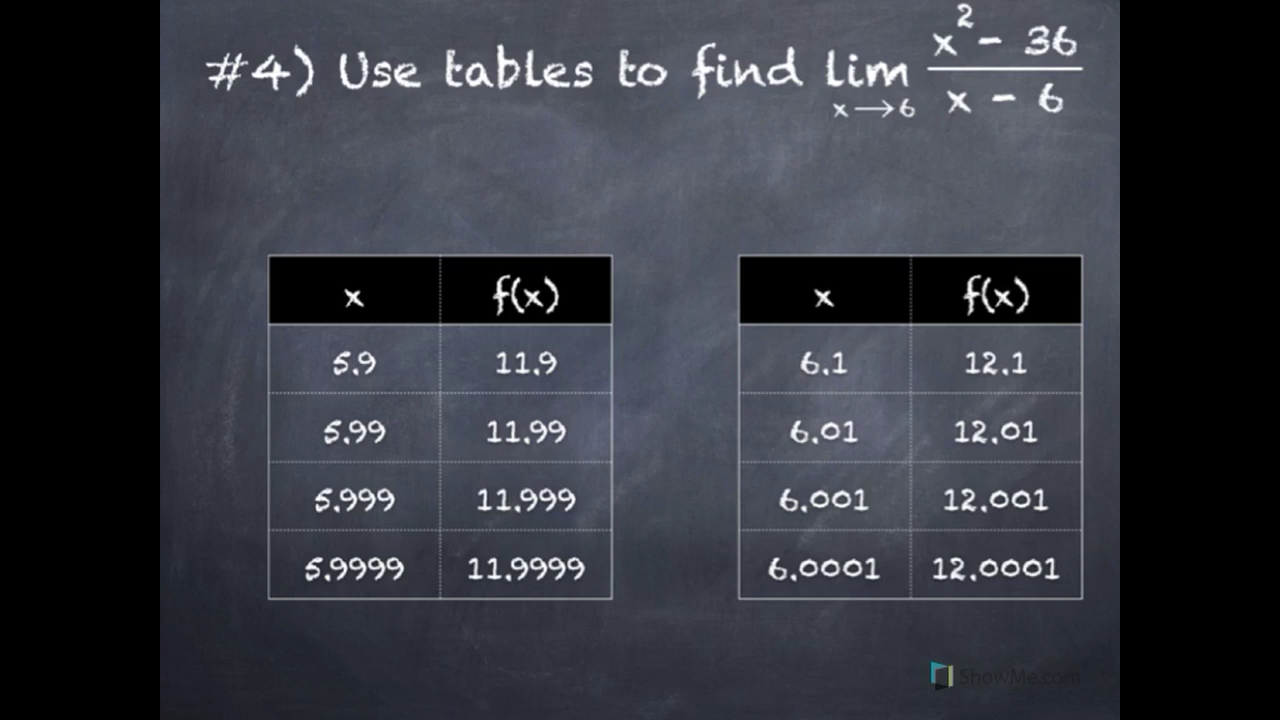 #4) Use tables to find lim x→6 x² - 36 / x - 6
x f(x)
5.9 11.9
5.99 11.99
5.999 11.999
5.9999 11.9999
x f(x)
6.1 12.1
6.01 12.01
6.001 12.001
6.0001 12.0001
ShowMe.com